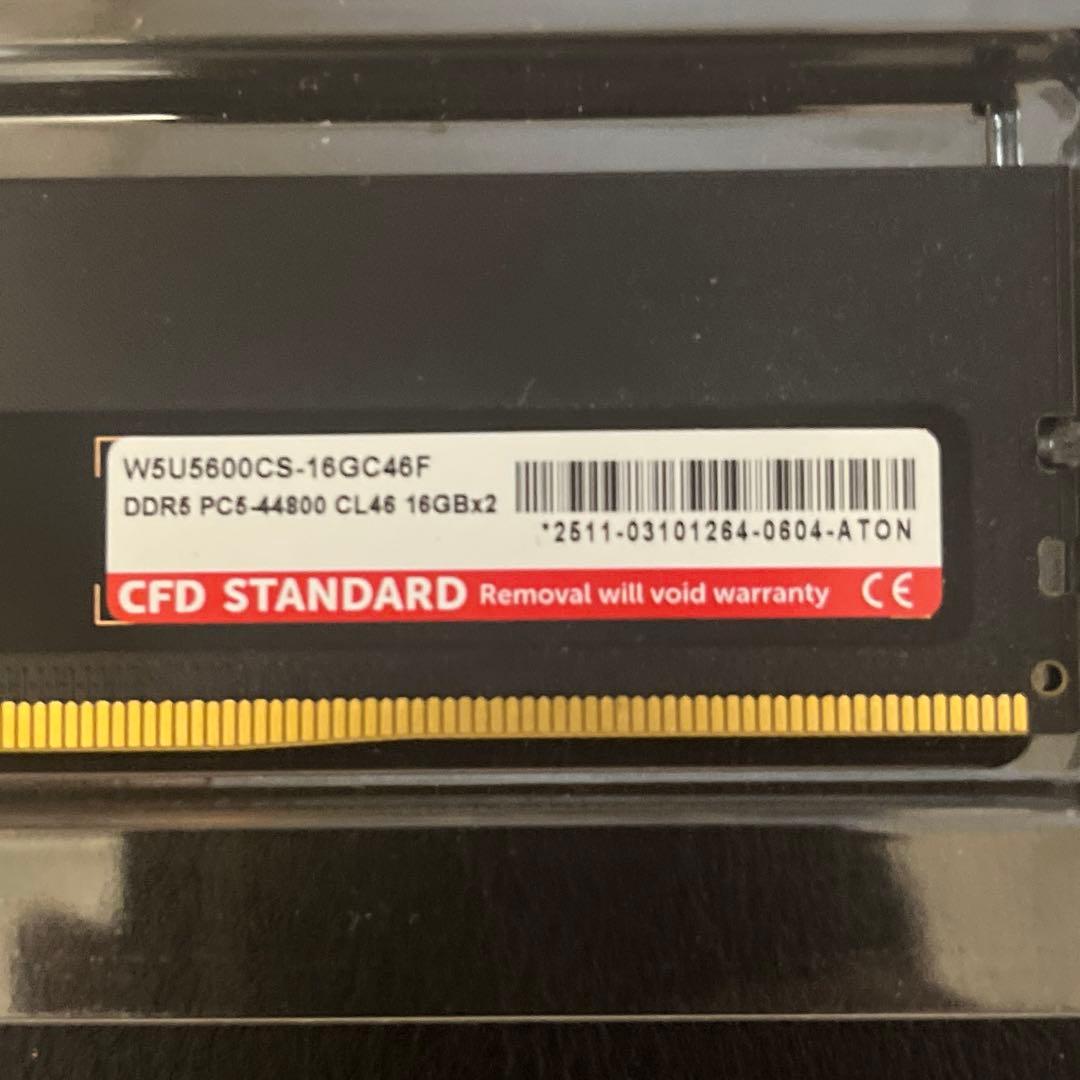 W5U5600CS-16GC46F
DDR5 PC5-44800 CL46 16GBx2
*2511-03101264-0604-ATON
CFD STANDARD Removal will void warranty CE